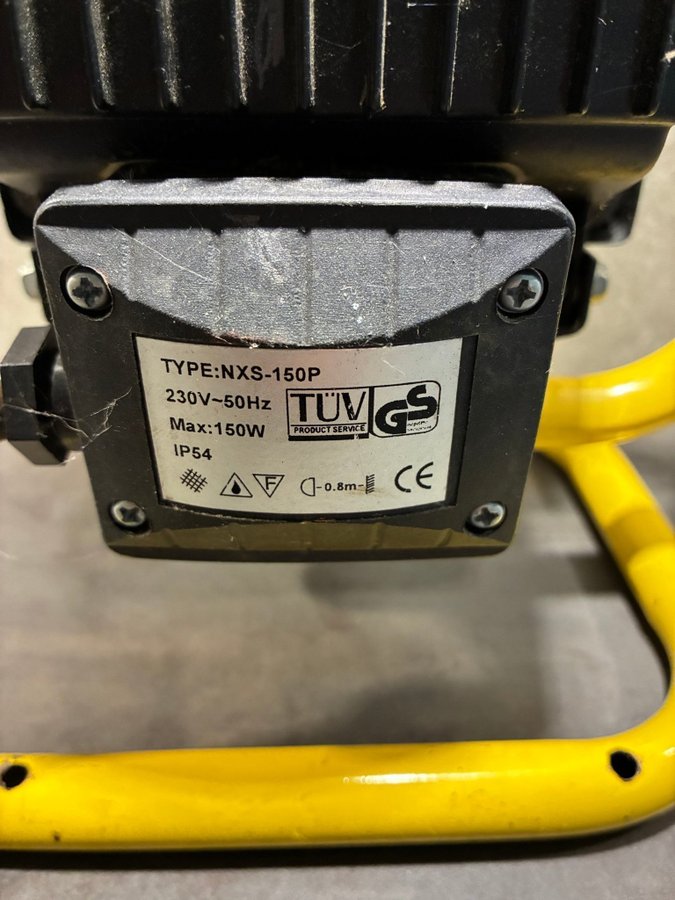 TYPE:NXS-150P
230V~50Hz
Max:150W
IP54
TÜV
PRODUCT SERVICE
GS
F
0.8m
CE